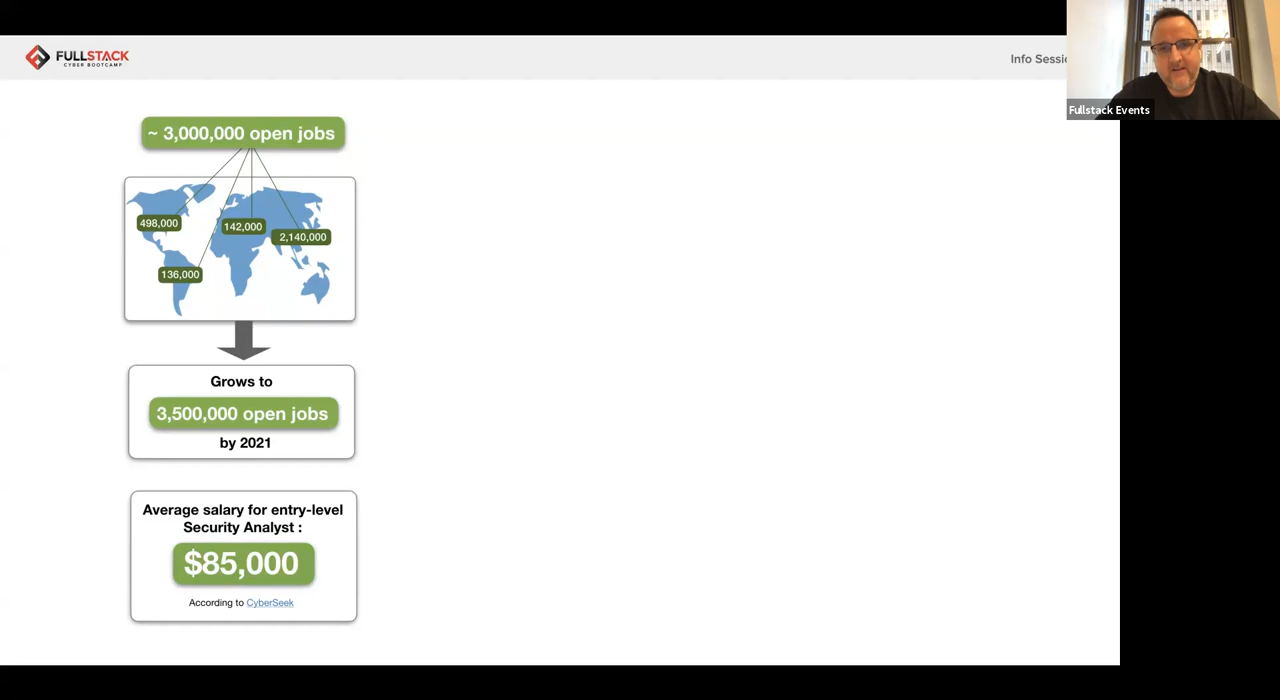 FULLSTACK
CYBER BOOTCAMP
Info Sessi
Fullstack Events
~ 3,000,000 open jobs
498,000
142,000
2,140,000
136,000
Grows to
3,500,000 open jobs
by 2021
Average salary for entry-level
Security Analyst :
$85,000
According to CyberSeek